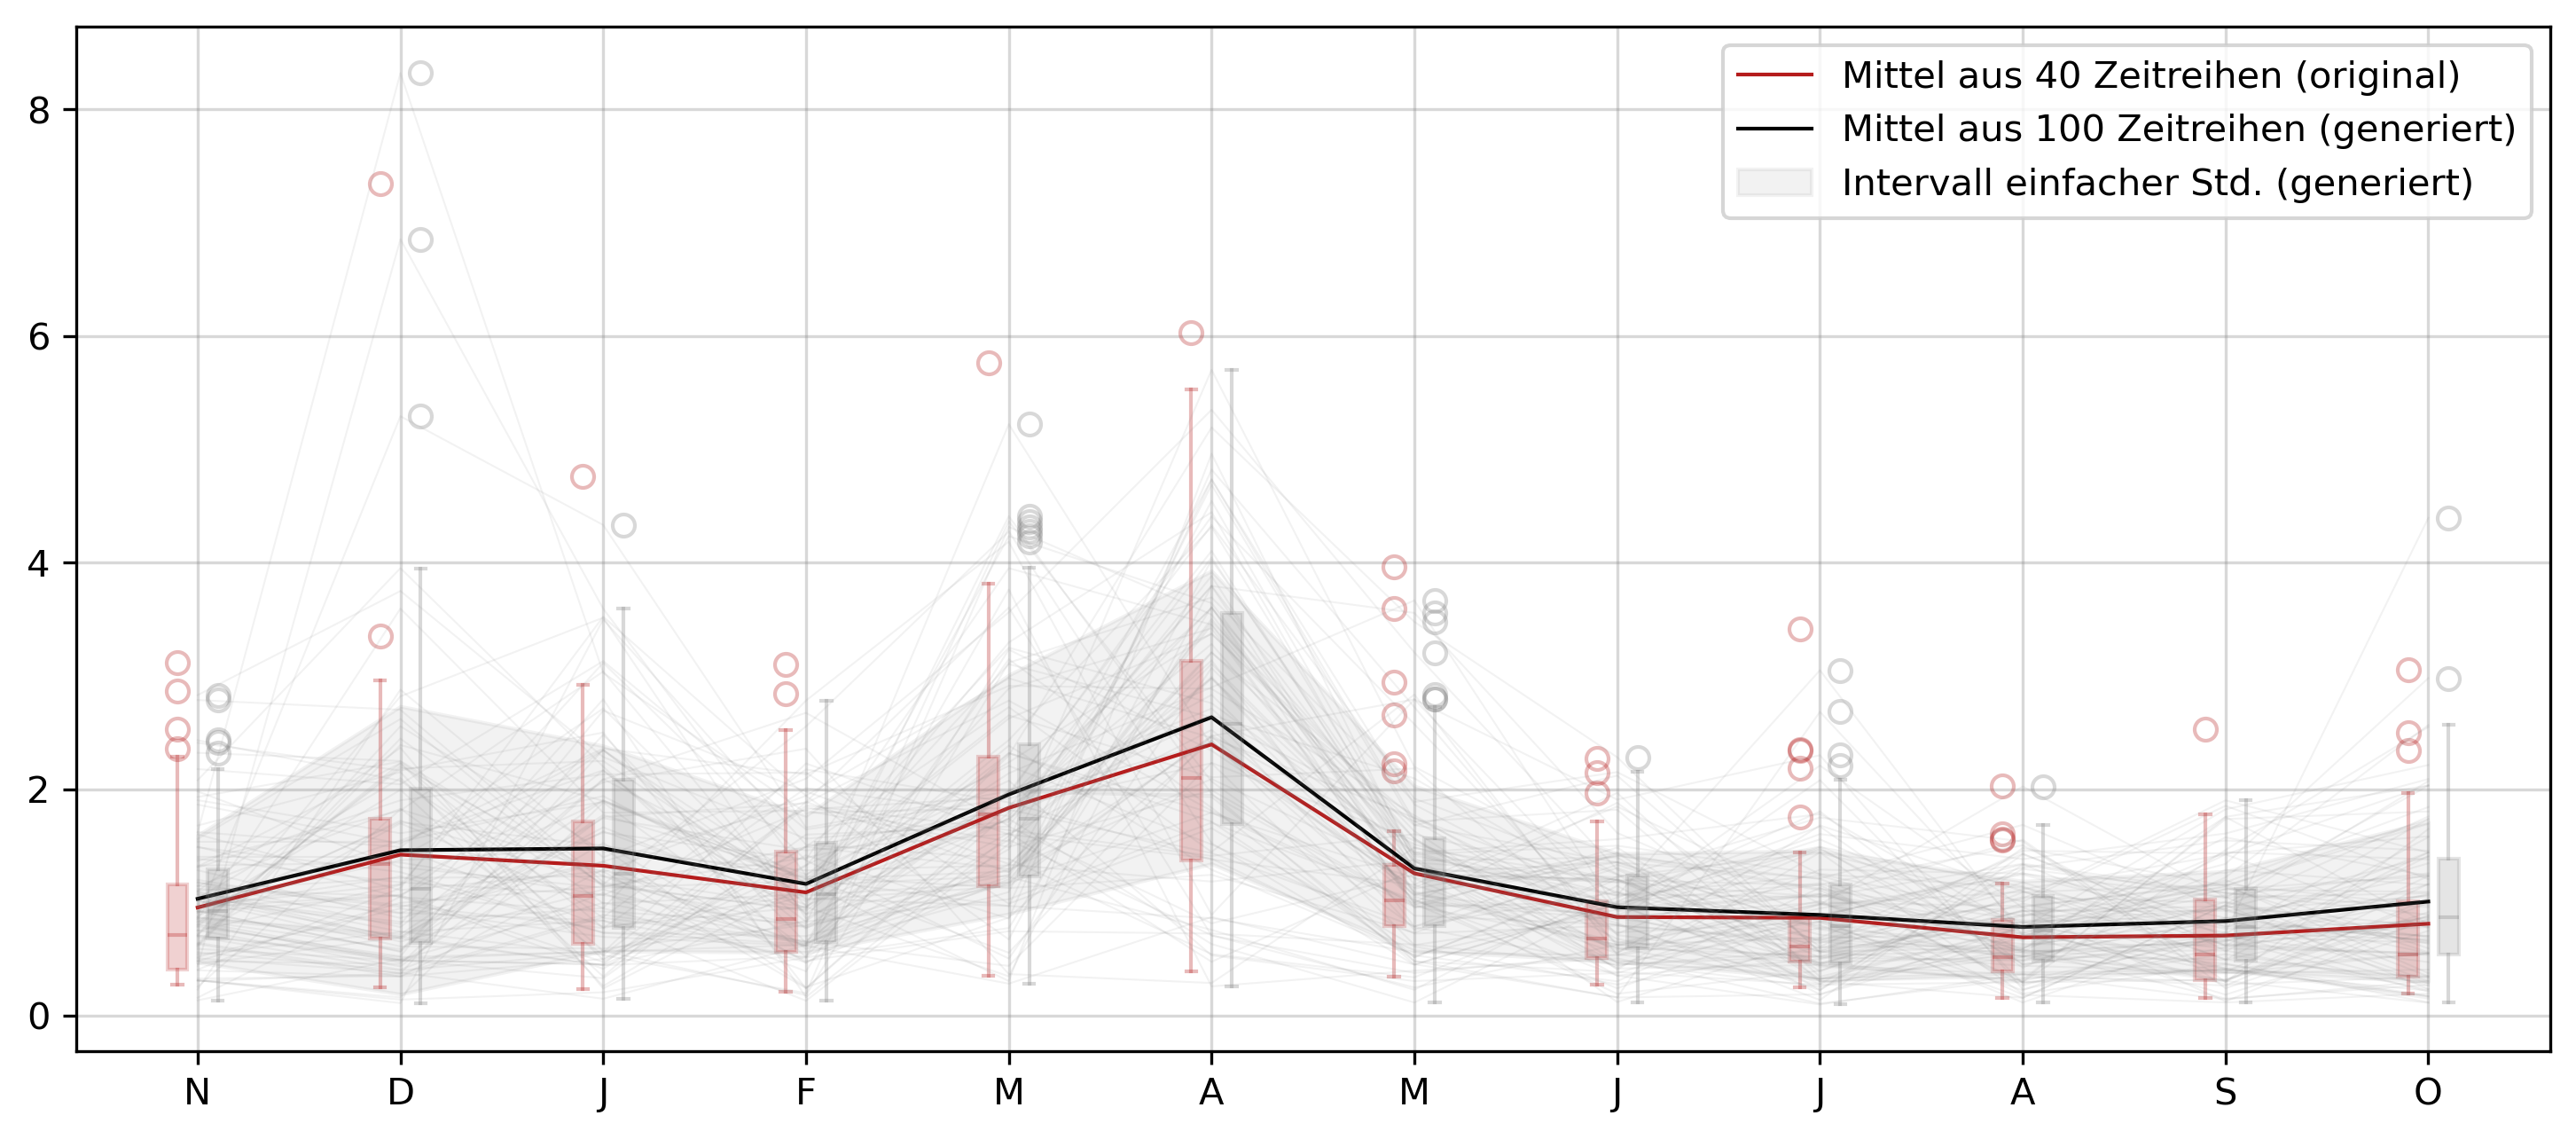 Mittel aus 40 Zeitreihen (original)
Mittel aus 100 Zeitreihen (generiert)
Intervall einfacher Std. (generiert)
8
6
4
2
0
N D J F M A M J J A S O